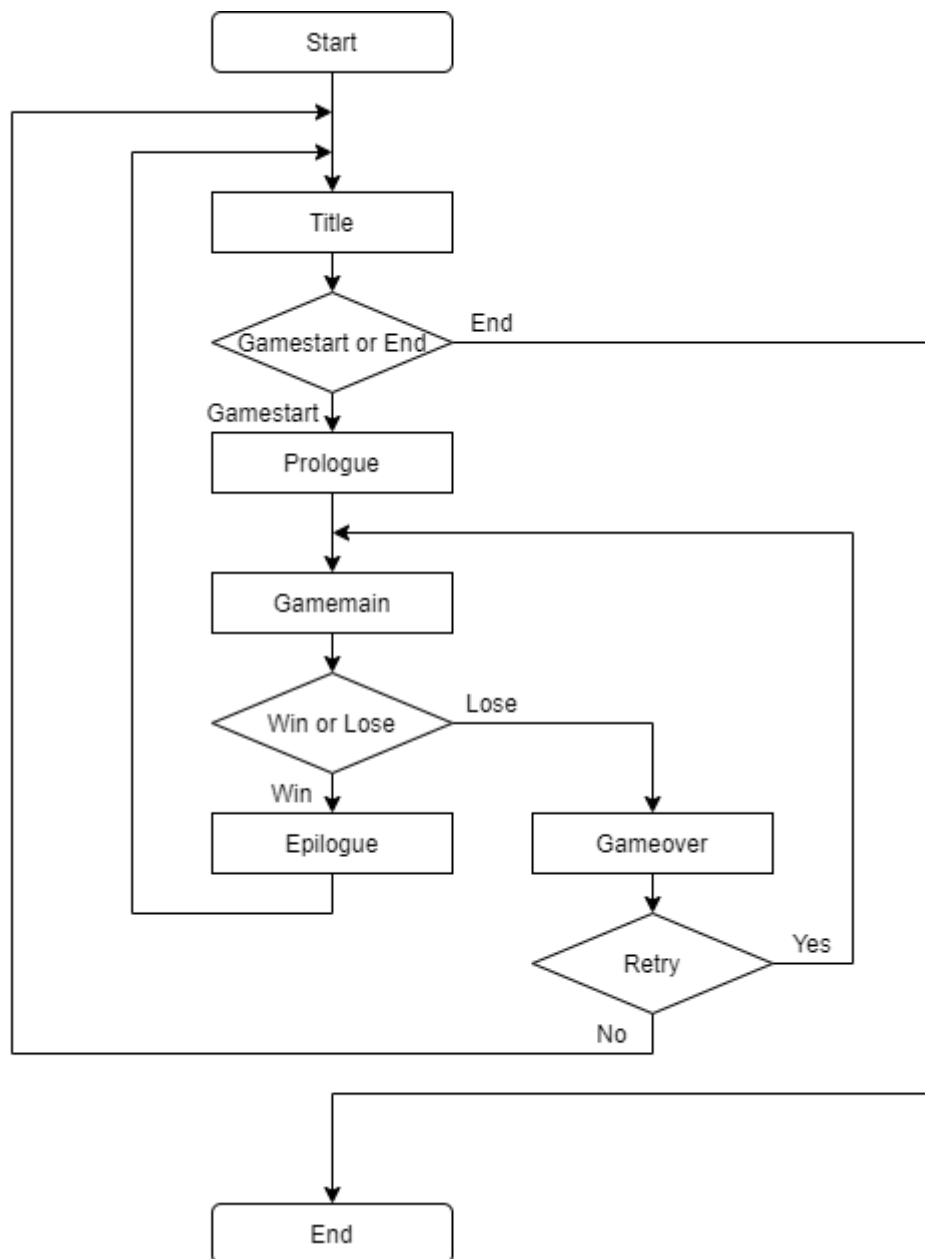 Start
Title
Gamestart or End
End
Gamestart
Prologue
Gamemain
Win or Lose
Lose
Win
Epilogue
Gameover
Retry
Yes
No
End